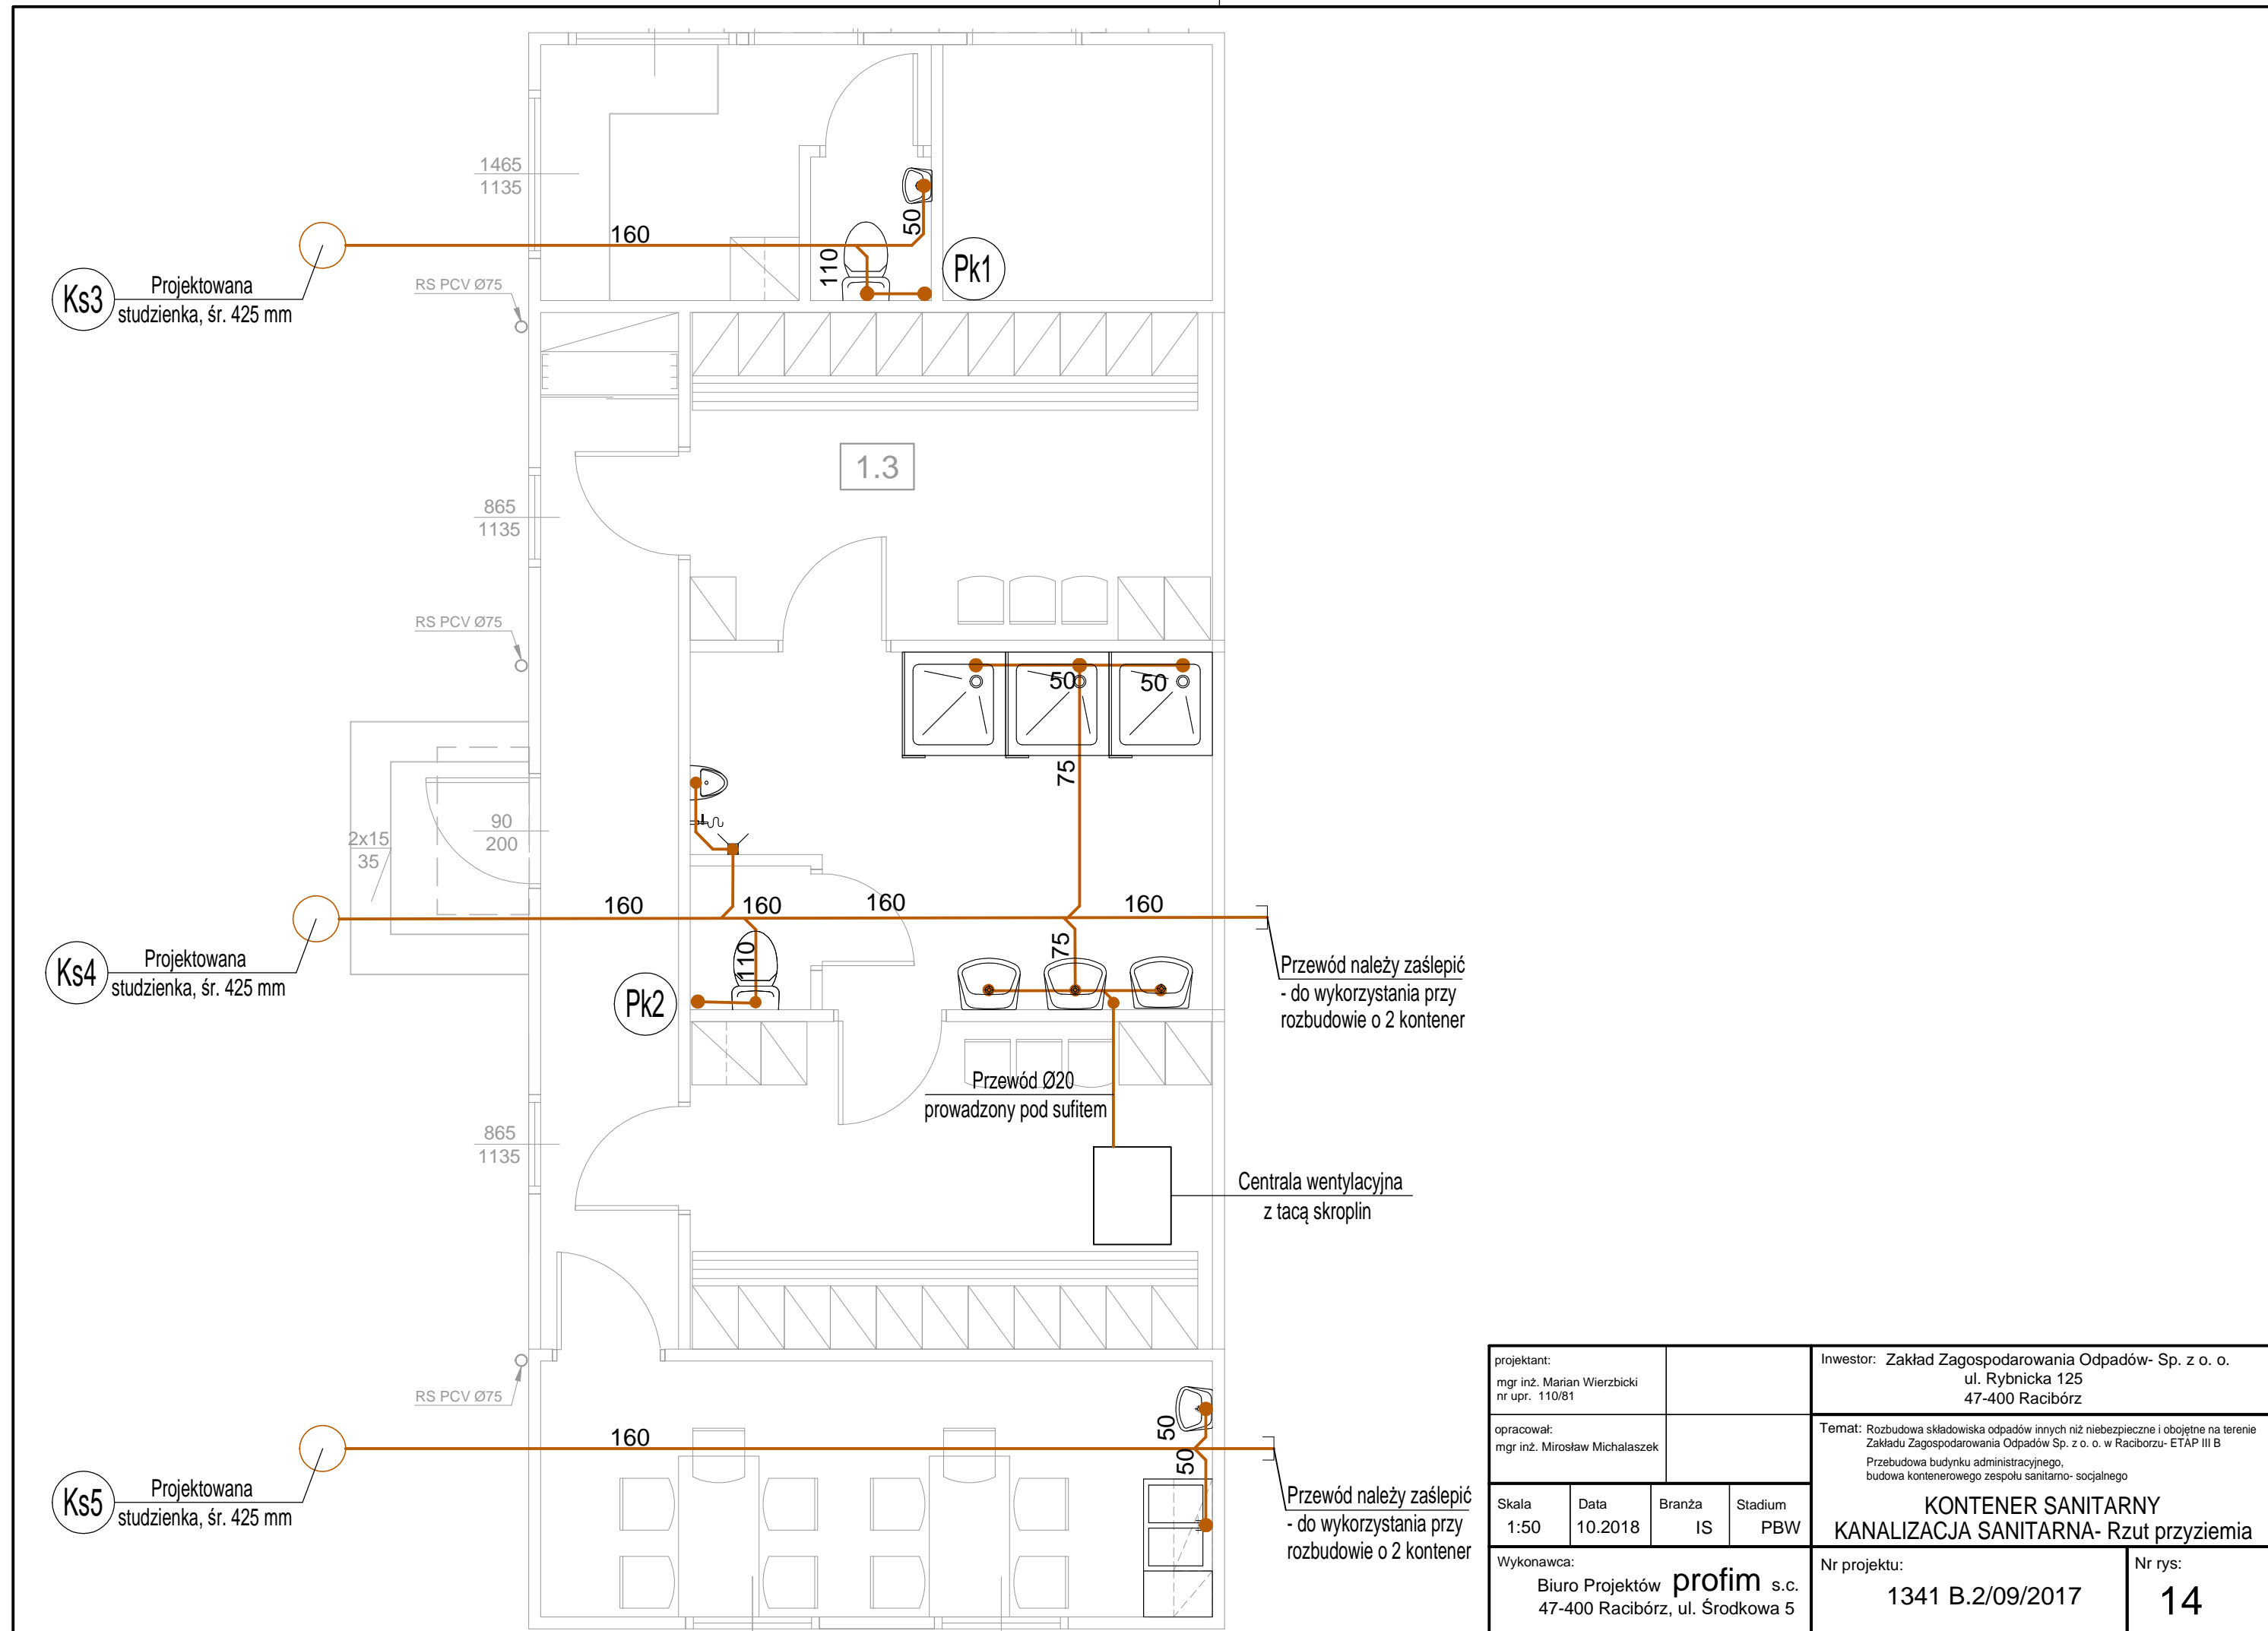 1465
1135
160
50
110
Pk1
Ks3
Projektowana
studzienka, śr. 425 mm
RS PCV Ø75
1.3
865
1135
RS PCV Ø75
50
50
75
90
200
2x15
35
160
160
160
160
Ks4
Projektowana
studzienka, śr. 425 mm
110
75
Pk2
Przewód należy zaślepić
- do wykorzystania przy
rozbudowie o 2 kontener
Przewód Ø20
prowadzony pod sufitem
865
1135
Centrala wentylacyjna
z tacą skroplin
RS PCV Ø75
160
50
50
Ks5
Projektowana
studzienka, śr. 425 mm
Przewód należy zaślepić
- do wykorzystania przy
rozbudowie o 2 kontener
projektant:
mgr inż. Marian Wierzbicki
nr upr. 110/81
Inwestor: Zakład Zagospodarowania Odpadów- Sp. z o. o.
ul. Rybnicka 125
47-400 Racibórz
opracował:
mgr inż. Mirosław Michalaszek
Temat: Rozbudowa składowiska odpadów innych niż niebezpieczne i obojętne na terenie
Zakładu Zagospodarowania Odpadów Sp. z o. o. w Raciborzu- ETAP III B
Przebudowa budynku administracyjnego,
budowa kontenerowego zespołu sanitarno- socjalnego
Skala
1:50
Data
10.2018
Branża
IS
Stadium
PBW
KONTENER SANITARNY
KANALIZACJA SANITARNA- Rzut przyziemia
Wykonawca:
Biuro Projektów profim s.c.
47-400 Racibórz, ul. Środkowa 5
Nr projektu:
1341 B.2/09/2017
Nr rys:
14